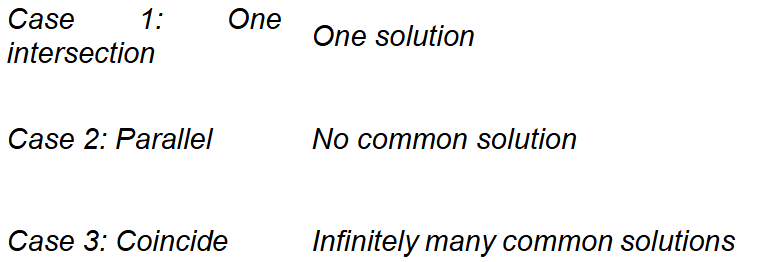 Case 1: One
intersection
One solution
Case 2: Parallel
No common solution
Case 3: Coincide
Infinitely many common solutions